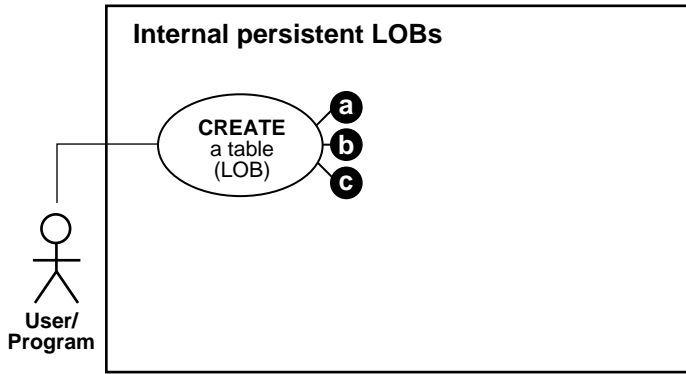 Internal persistent LOBs
CREATE
a table
(LOB)
a
b
c
User/
Program